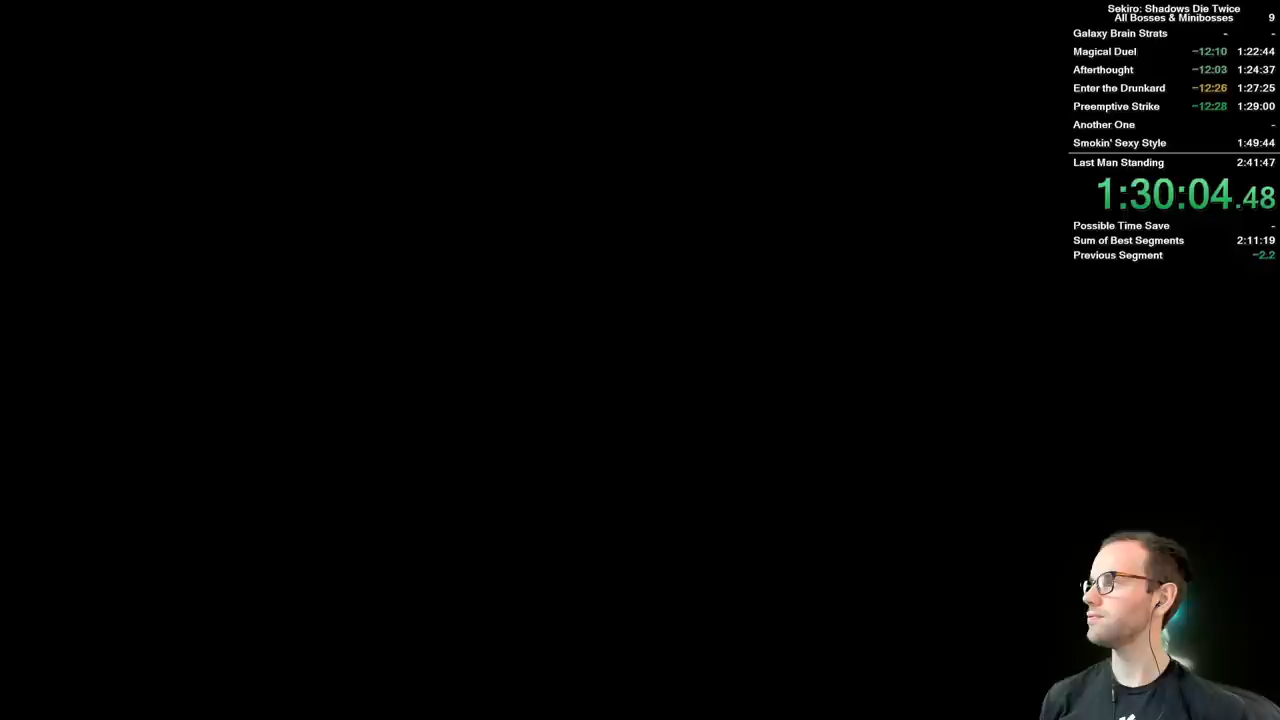 Sekiro: Shadows Die Twice
All Bosses & Minibosses 9
Galaxy Brain Strats - -
Magical Duel -12:10 1:22:44
Afterthought -12:03 1:24:37
Enter the Drunkard -12:26 1:27:25
Preemptive Strike -12:28 1:29:00
Another One -
Smokin' Sexy Style 1:49:44
Last Man Standing 2:41:47
1:30:04.48
Possible Time Save -
Sum of Best Segments 2:11:19
Previous Segment -2.2